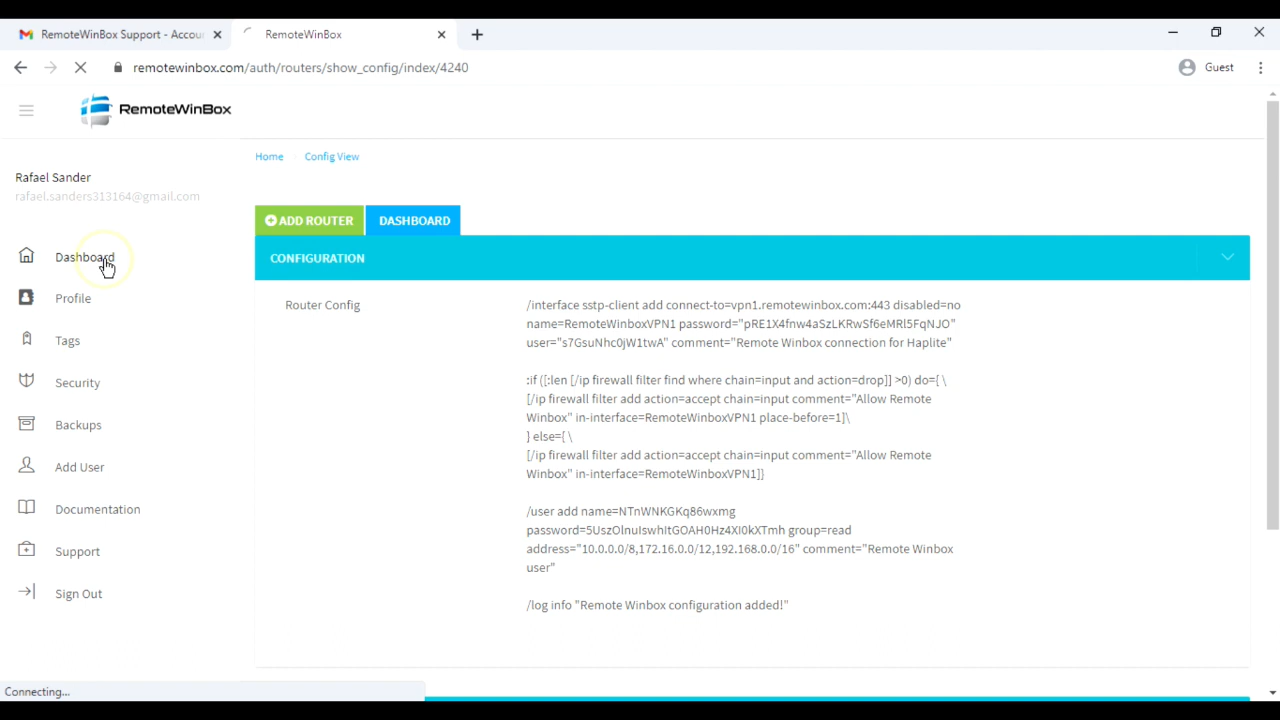 RemoteWinBox Support - Accou
RemoteWinBox
remotewinbox.com/auth/routers/show_config/index/4240
Guest
RemoteWinBox
Rafael Sander
rafael.sanders313164@gmail.com
Dashboard
Profile
Tags
Security
Backups
Add User
Documentation
Support
Sign Out
Home
Config View
ADD ROUTER
DASHBOARD
CONFIGURATION
Router Config
/interface sstp-client add connect-to=vpn1.remotewinbox.com:443 disabled=no
name=RemoteWinboxVPN1 password="pRE1X4fnw4aSzLKRwSf6eMRl5FqNJO"
user="s7GsuNhc0jW1twA" comment="Remote Winbox connection for Haplite"
:if ([:len [/ip firewall filter find where chain=input and action=drop]] >0) do={ \
[/ip firewall filter add action=accept chain=input comment="Allow Remote
Winbox" in-interface=RemoteWinboxVPN1 place-before=1]\
} else={ \
[/ip firewall filter add action=accept chain=input comment="Allow Remote
Winbox" in-interface=RemoteWinboxVPN1]}
/user add name=NTnWNKGKq86wxmg
password=5UszOlnulswhltGOAH0Hz4XI0kXTmh group=read
address="10.0.0.0/8,172.16.0.0/12,192.168.0.0/16" comment="Remote Winbox
user"
/log info "Remote Winbox configuration added!"
Connecting...